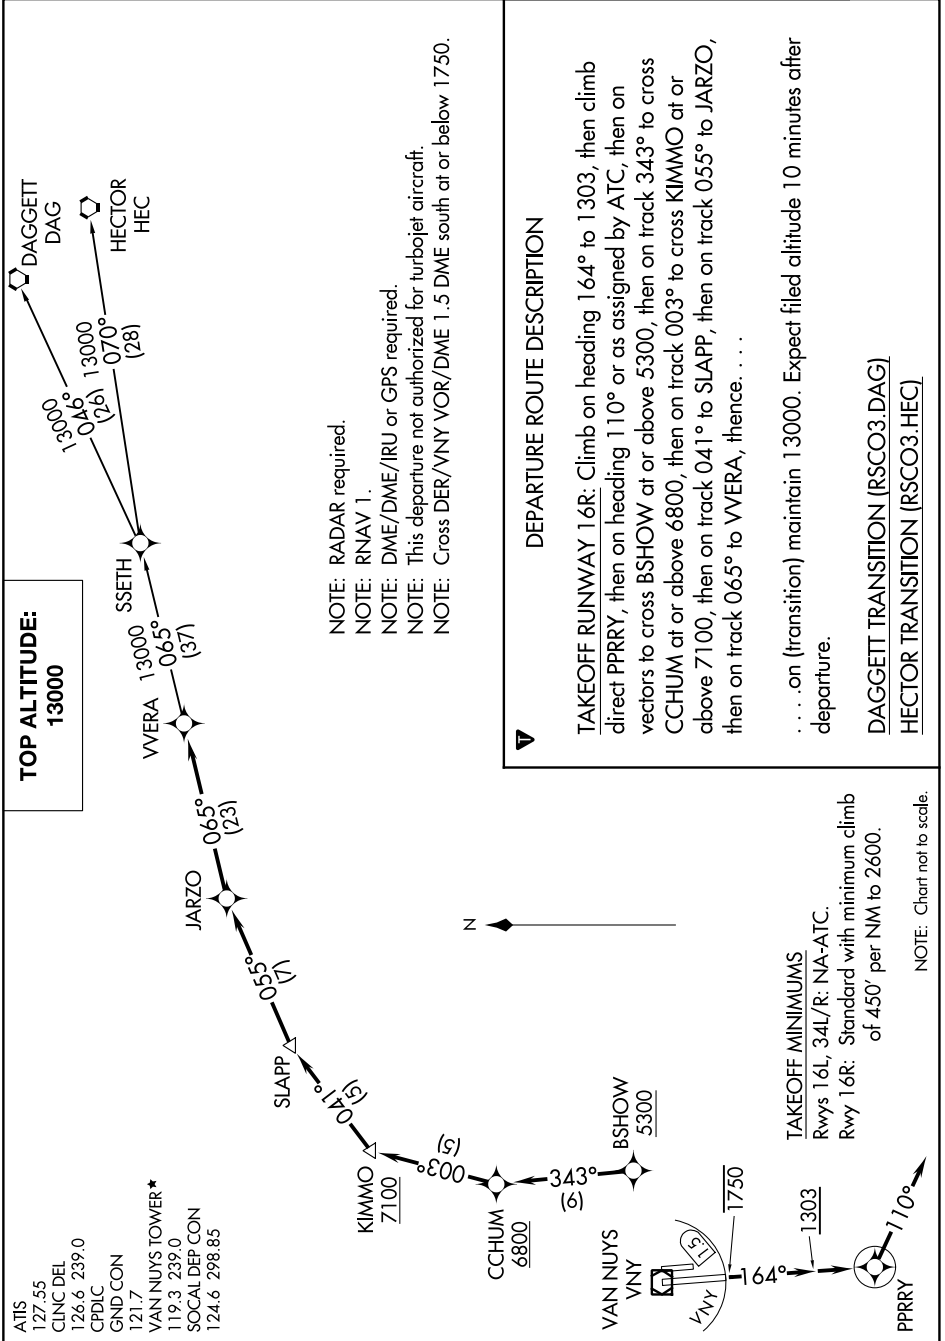 ATIS
127.55
CLNC DEL
126.6 239.0
CPDLC
GND CON
121.7
VAN NUYS TOWER★
119.3 239.0
SOCAL DEP CON
124.6 298.85
TOP ALTITUDE:
13000
DAGGETT
DAG
HECTOR
HEC
13000
046°
(26)
13000
070°
(28)
SSETH
13000
065°
(37)
VVERA
065°
(23)
JARZO
055°
(7)
SLAPP
041°
(5)
KIMMO
7100
003°
(5)
CCHUM
6800
343°
(6)
BSHOW
5300
VAN NUYS
VNY
VNY
1.5
1750
164°
1303
PPRRY
110°
N
NOTE: RADAR required.
NOTE: RNAV 1.
NOTE: DME/DME/IRU or GPS required.
NOTE: This departure not authorized for turbojet aircraft.
NOTE: Cross DER/VNY VOR/DME 1.5 DME south at or below 1750.
TAKEOFF MINIMUMS
Rwys 16L, 34L/R: NA-ATC.
Rwy 16R: Standard with minimum climb
of 450' per NM to 2600.
NOTE: Chart not to scale.
T
DEPARTURE ROUTE DESCRIPTION
TAKEOFF RUNWAY 16R: Climb on heading 164° to 1303, then climb
direct PPRRY, then on heading 110° or as assigned by ATC, then on
vectors to cross BSHOW at or above 5300, then on track 343° to cross
CCHUM at or above 6800, then on track 003° to cross KIMMO at or
above 7100, then on track 041° to SLAPP, then on track 055° to JARZO,
then on track 065° to VVERA, thence. . . .
. . . .on (transition) maintain 13000. Expect filed altitude 10 minutes after
departure.
DAGGETT TRANSITION (RSCO3.DAG)
HECTOR TRANSITION (RSCO3.HEC)